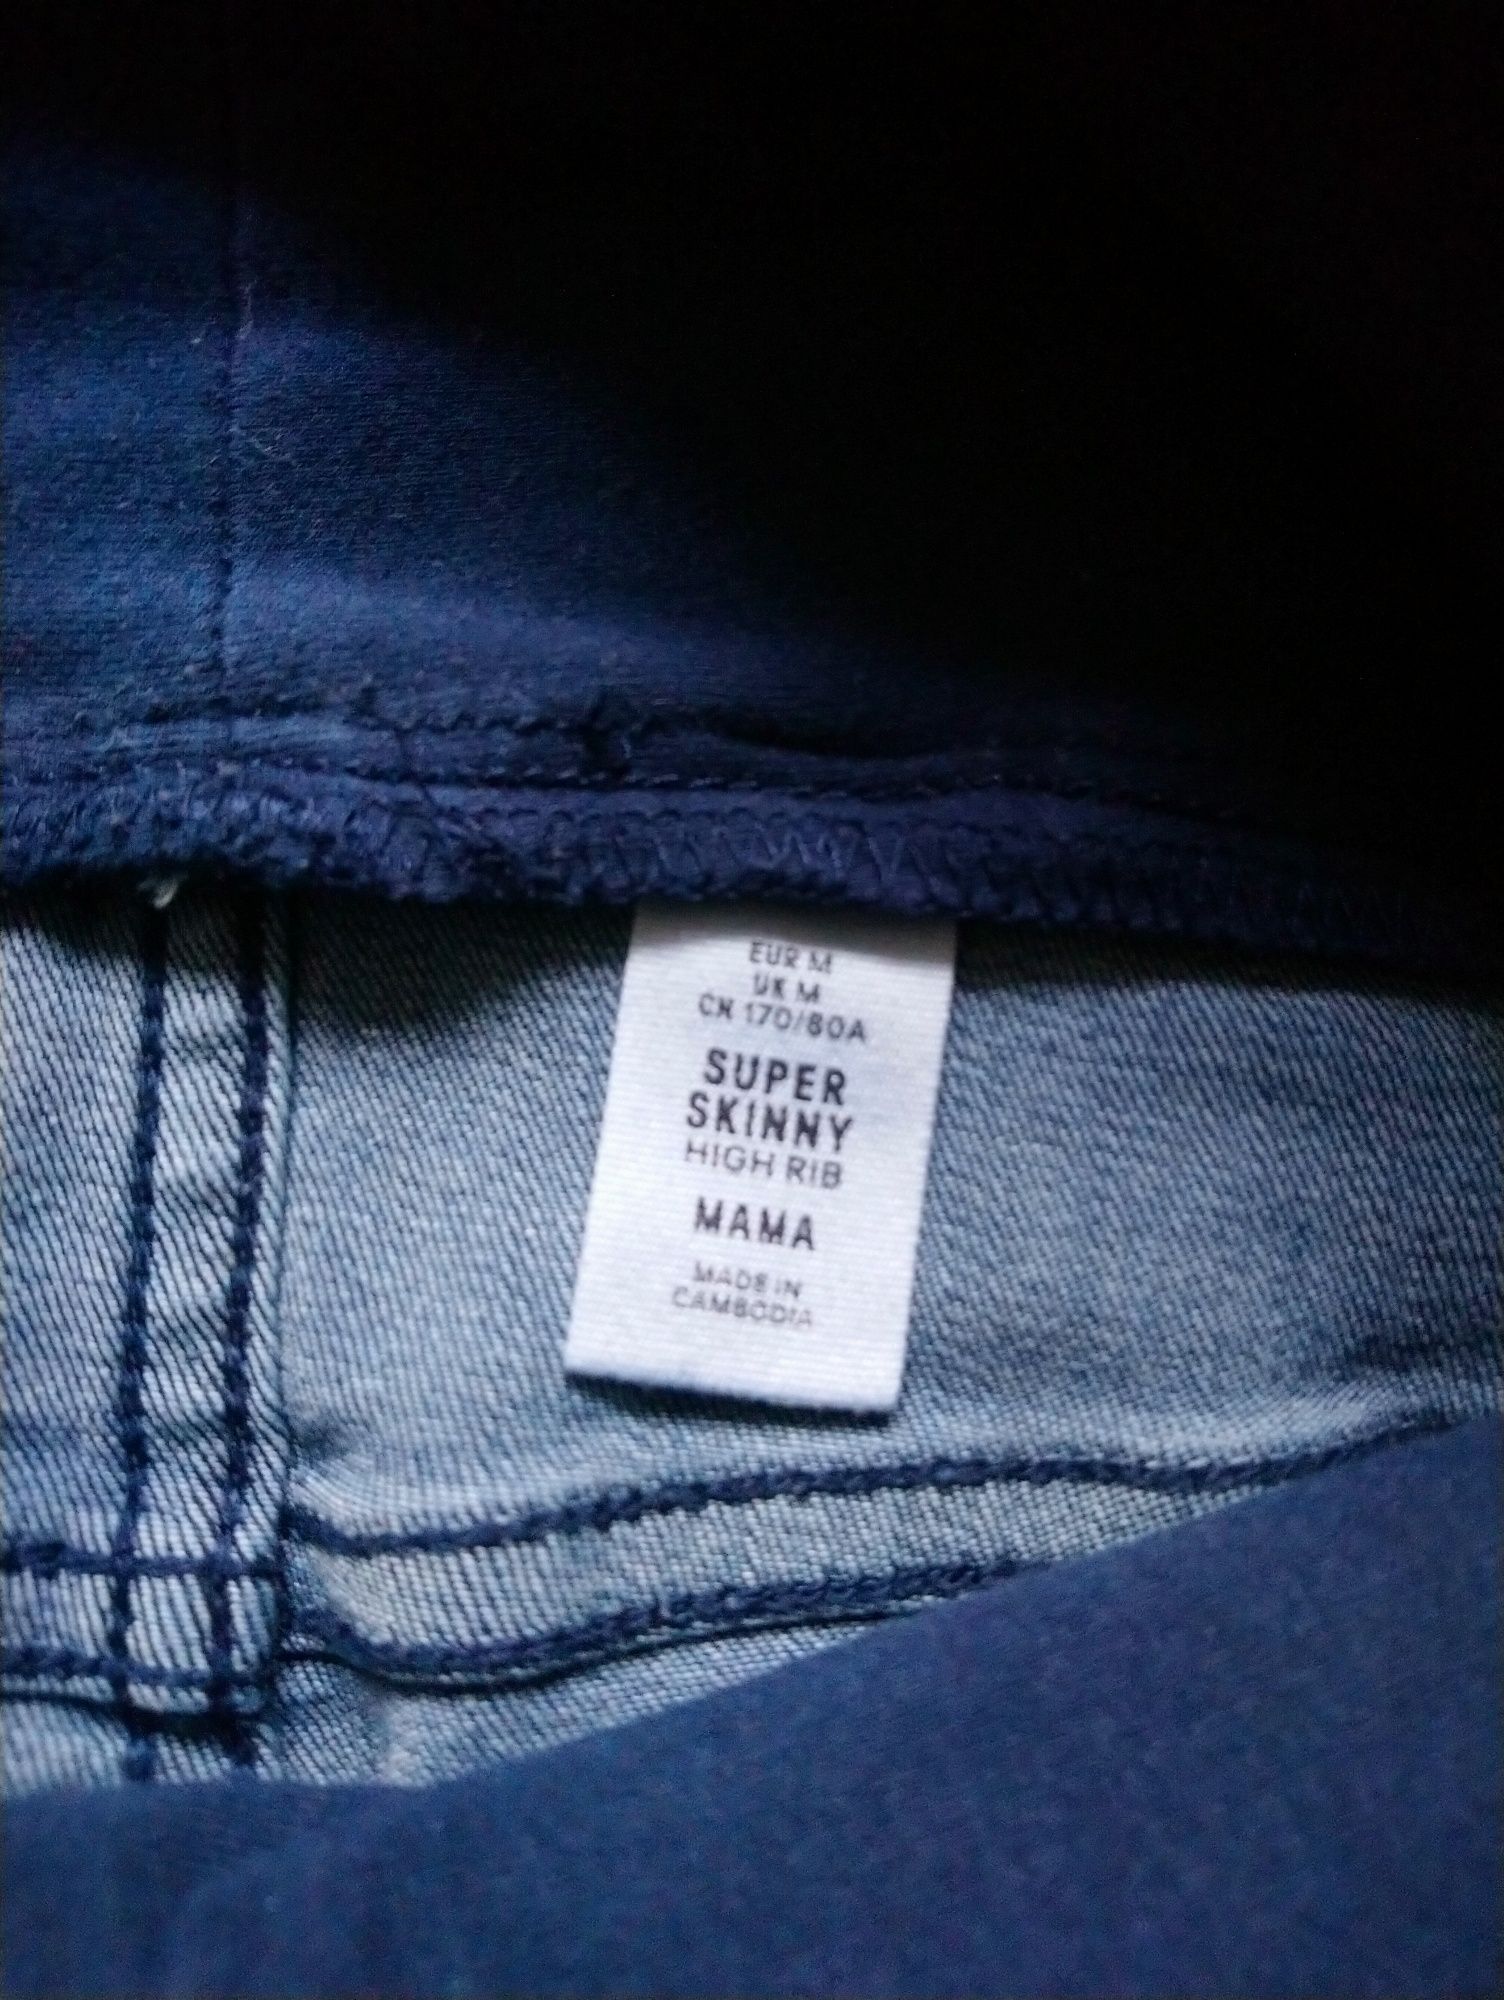 EUR M
UK M
CN 170/80A
SUPER
SKINNY
HIGH RIB
MAMA
MADE IN
CAMBODIA